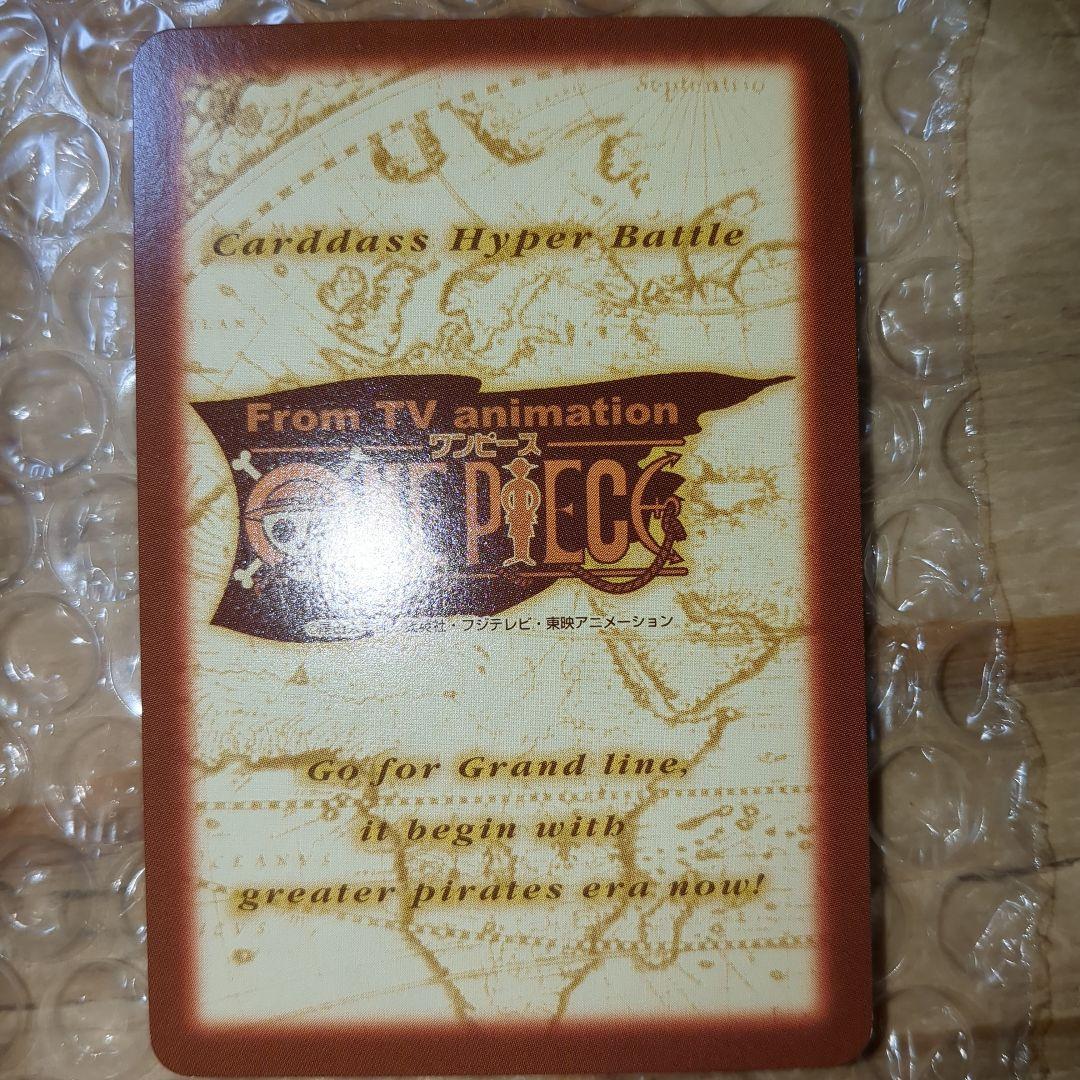 Septentrio
Carddass Hyper Battle
From TV animation
ワンピース
ONE PIECE
・フジテレビ・東映アニメーション
Go for Grand line,
it begin with
greater pirates era now!